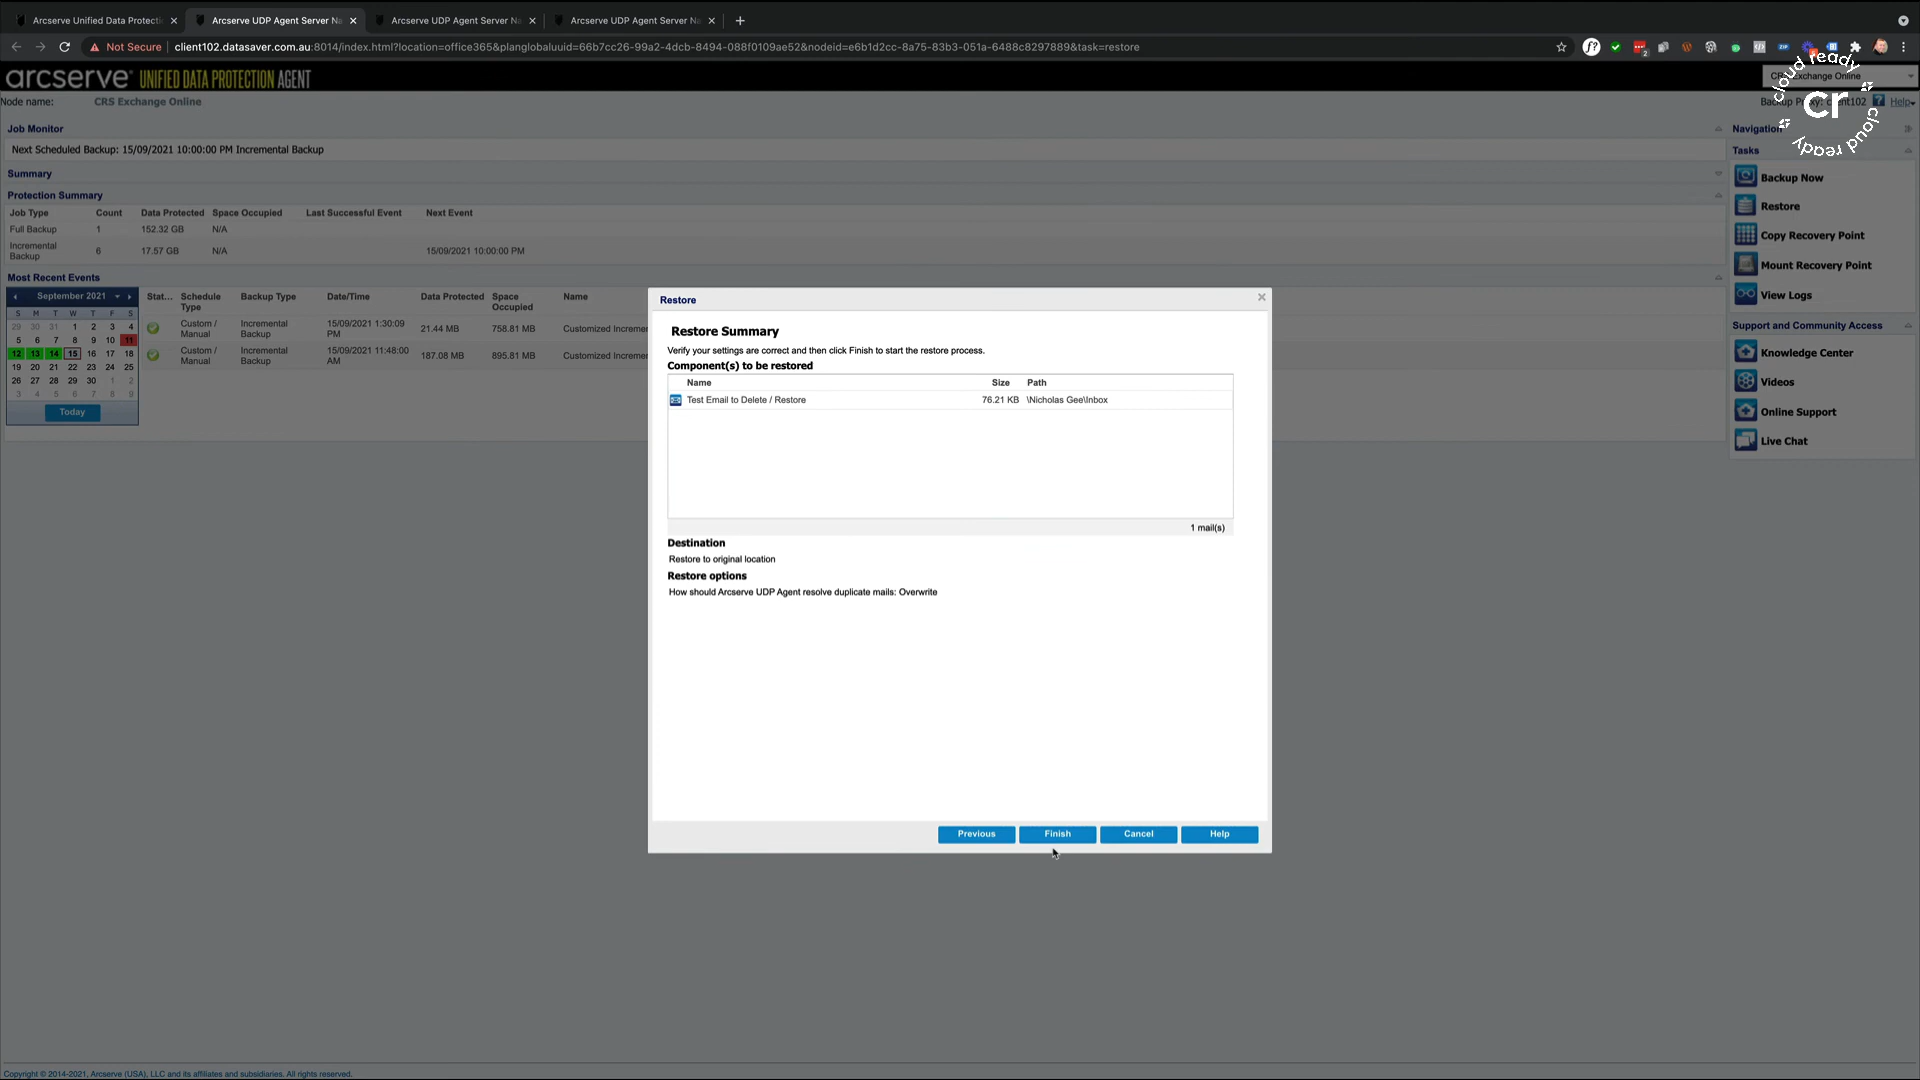 Arcserve Unified Data Protecti
Arcserve UDP Agent Server Na
Arcserve UDP Agent Server Na
Arcserve UDP Agent Server Na
Not Secure
client102.datasaver.com.au:8014/index.html?location=office365&planglobaluuid=66b7cc26-99a2-4dcb-8494-088f0109ae52&nodeid=e6b1d2cc-8a75-83b3-051a-6488c8297889&task=restore
arcserve® UNIFIED DATA PROTECTION AGENT
CRS Exchange Online
cloud ready
cr
cloud ready
Node name: CRS Exchange Online
Backup Proxy: client102 Help
Job Monitor
Next Scheduled Backup: 15/09/2021 10:00:00 PM Incremental Backup
Summary
Protection Summary
Job Type Count Data Protected Space Occupied Last Successful Event Next Event
Full Backup 1 152.32 GB N/A
Incremental Backup 6 17.57 GB N/A 15/09/2021 10:00:00 PM
Most Recent Events
September 2021
S M T W T F S
29 30 31 1 2 3 4
5 6 7 8 9 10 11
12 13 14 15 16 17 18
19 20 21 22 23 24 25
26 27 28 29 30 1 2
3 4 5 6 7 8 9
Today
Stat... Schedule Type Backup Type Date/Time Data Protected Space Occupied Name
Custom / Manual Incremental Backup 15/09/2021 1:30:09 PM 21.44 MB 758.81 MB Customized Increme
Custom / Manual Incremental Backup 15/09/2021 11:48:00 AM 187.08 MB 895.81 MB Customized Increme
Restore
Restore Summary
Verify your settings are correct and then click Finish to start the restore process.
Component(s) to be restored
Name Size Path
Test Email to Delete / Restore 76.21 KB \Nicholas Gee\Inbox
1 mail(s)
Destination
Restore to original location
Restore options
How should Arcserve UDP Agent resolve duplicate mails: Overwrite
Previous Finish Cancel Help
Navigation
Tasks
Backup Now
Restore
Copy Recovery Point
Mount Recovery Point
View Logs
Support and Community Access
Knowledge Center
Videos
Online Support
Live Chat
Copyright © 2014-2021, Arcserve (USA), LLC and its affiliates and subsidiaries. All rights reserved.